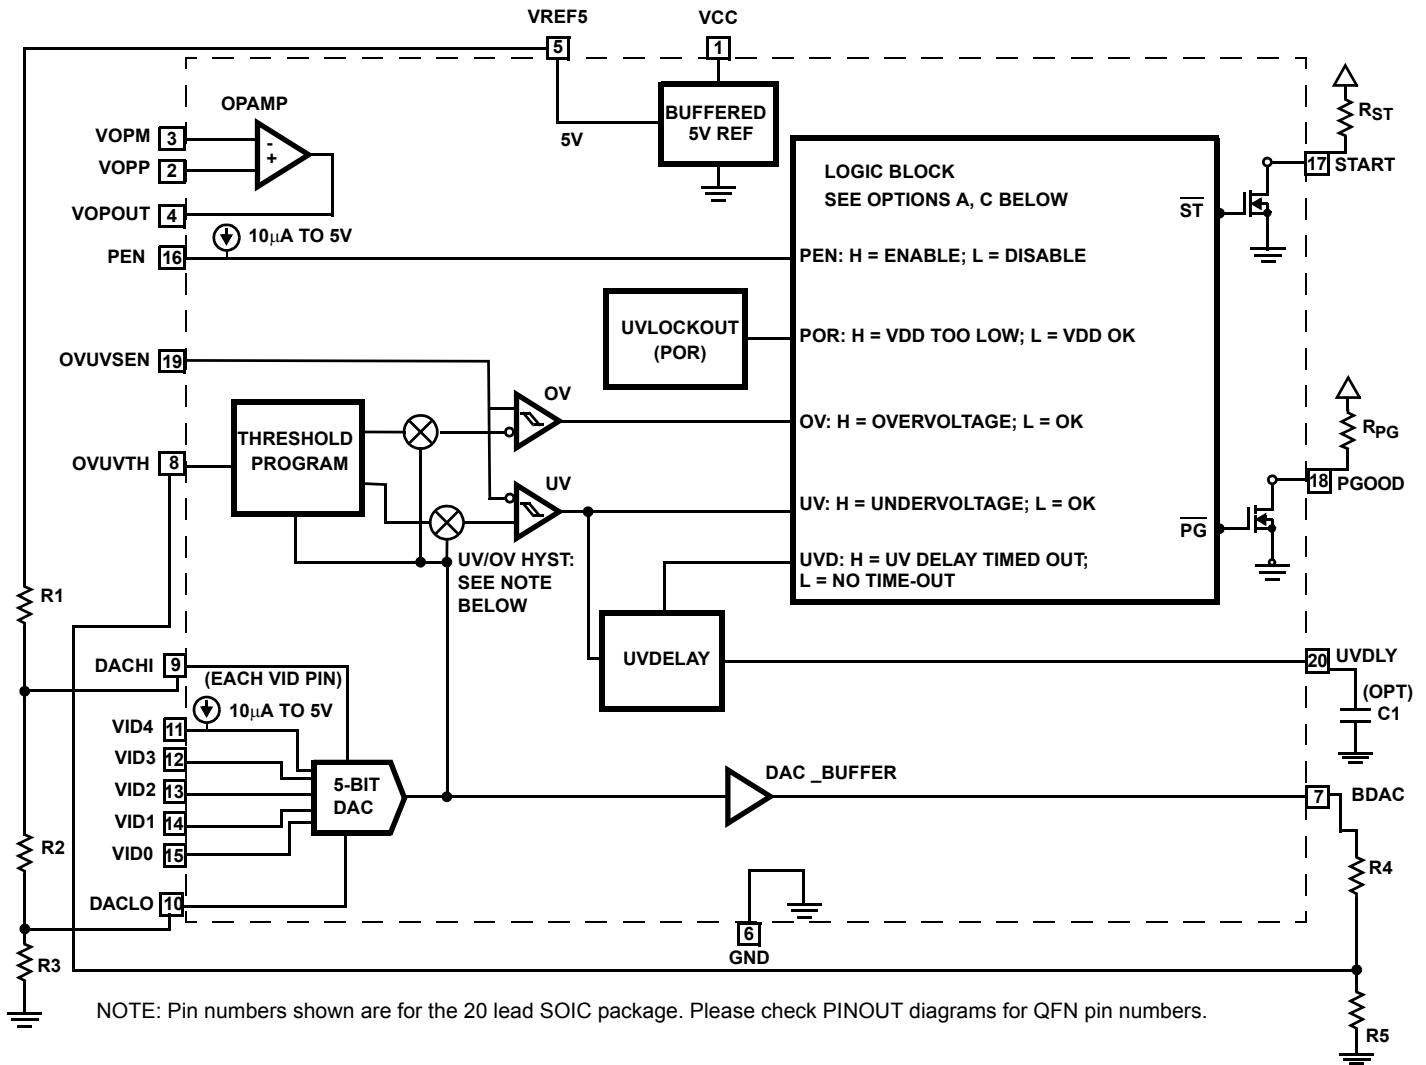 VREF5
VCC
5
1
OPAMP
BUFFERED
5V REF
5V
RST
VOPM 3
-
+
VOPP 2
VOPOUT 4
10μA TO 5V
PEN 16
LOGIC BLOCK
SEE OPTIONS A, C BELOW
ST
17 START
PEN: H = ENABLE; L = DISABLE
UVLOCKOUT
(POR)
POR: H = VDD TOO LOW; L = VDD OK
OVUVSEN 19
OV
OV: H = OVERVOLTAGE; L = OK
RPG
THRESHOLD
PROGRAM
OVUVTH 8
UV
UV: H = UNDERVOLTAGE; L = OK
18 PGOOD
PG
UV/OV HYST:
SEE NOTE
BELOW
UVD: H = UV DELAY TIMED OUT;
L = NO TIME-OUT
R1
UVDELAY
20 UVDLY
(OPT)
C1
DACHI 9
(EACH VID PIN)
10μA TO 5V
VID4 11
VID3 12
VID2 13
VID1 14
VID0 15
5-BIT
DAC
DAC _BUFFER
7 BDAC
R2
R4
DACLO 10
6
GND
R3
R5
NOTE: Pin numbers shown are for the 20 lead SOIC package. Please check PINOUT diagrams for QFN pin numbers.